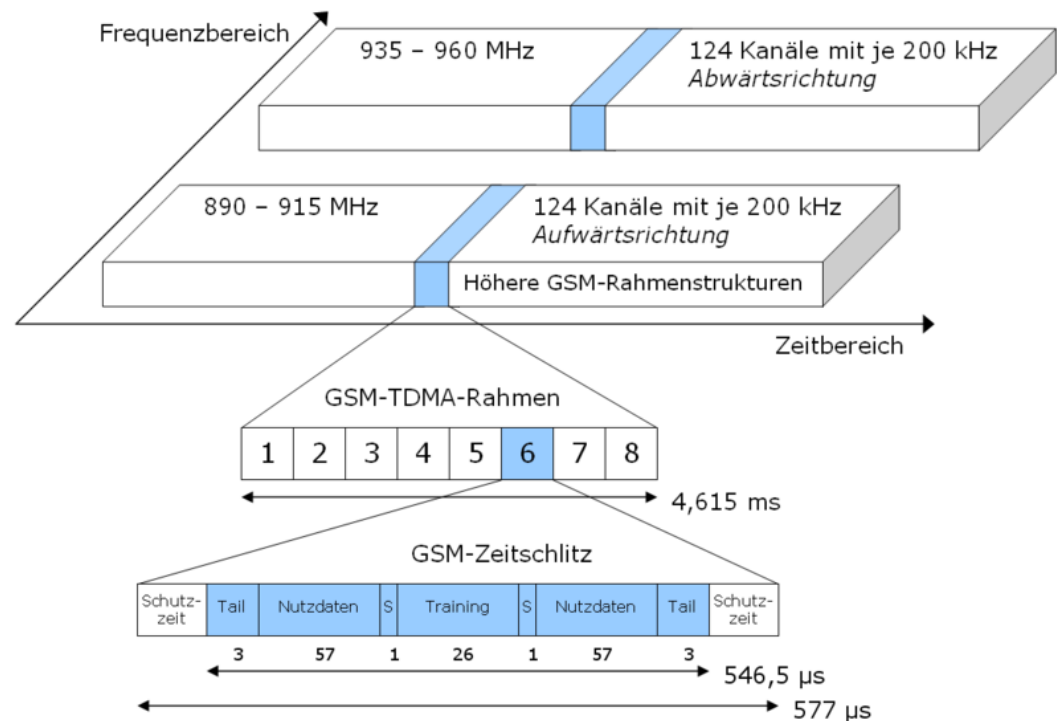 Frequenzbereich
935 – 960 MHz
124 Kanäle mit je 200 kHz
Abwärtsrichtung
890 – 915 MHz
124 Kanäle mit je 200 kHz
Aufwärtsrichtung
Höhere GSM-Rahmenstrukturen
Zeitbereich
GSM-TDMA-Rahmen
1 2 3 4 5 6 7 8
4,615 ms
GSM-Zeitschlitz
Schutz-
zeit
Tail Nutzdaten S Training S Nutzdaten Tail
Schutz-
zeit
3 57 1 26 1 57 3
546,5 µs
577 µs